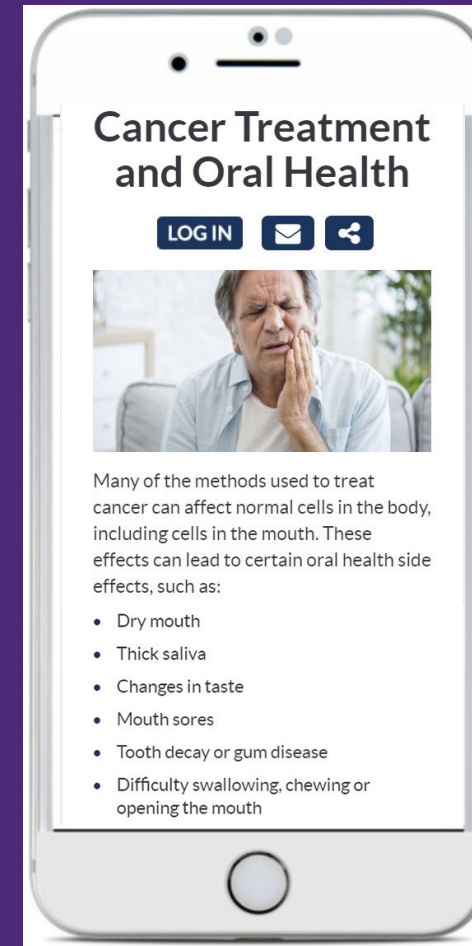 Cancer Treatment
and Oral Health
LOG IN
Many of the methods used to treat
cancer can affect normal cells in the body,
including cells in the mouth. These
effects can lead to certain oral health side
effects, such as:
• Dry mouth
• Thick saliva
• Changes in taste
• Mouth sores
• Tooth decay or gum disease
• Difficulty swallowing, chewing or
opening the mouth